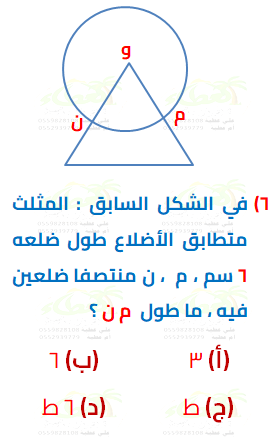 و
ن
م
٦) في الشكل السابق : المثلث
متطابق الأضلاع طول ضلعه
٦ سم ، م ، ن منتصفا ضلعين
فيه ، ما طول م ن ؟
(أ) ٣
(ب) ٦
(ج) ط
(د) ٦ ط